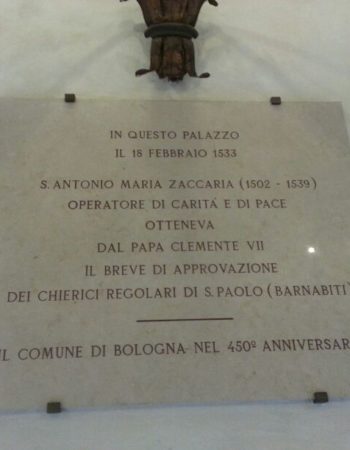 IN QUESTO PALAZZO
IL 18 FEBBRAIO 1533
S. ANTONIO MARIA ZACCARIA (1502 - 1539)
OPERATORE DI CARITÀ E DI PACE
OTTENEVA
DAL PAPA CLEMENTE VII
IL BREVE DI APPROVAZIONE
DEI CHIERICI REGOLARI DI S. PAOLO (BARNABITI)
IL COMUNE DI BOLOGNA NEL 450º ANNIVERSAR